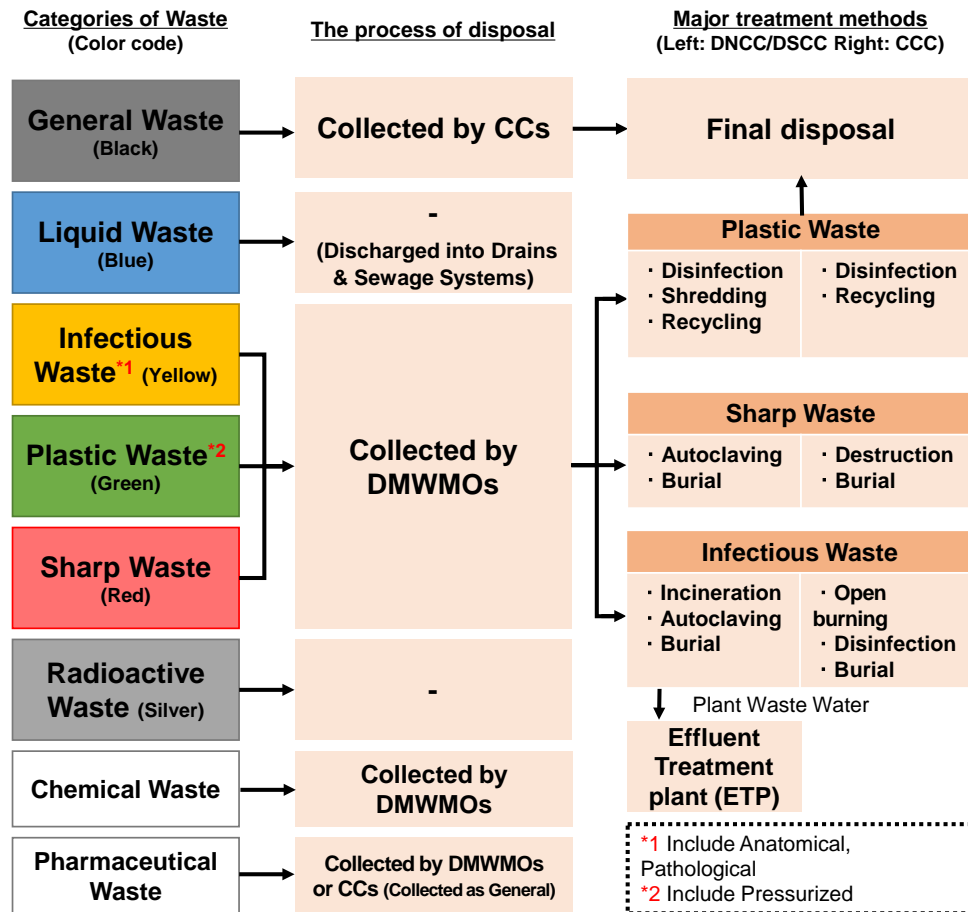 Categories of Waste
(Color code)
The process of disposal
Major treatment methods
(Left: DNCC/DSCC Right: CCC)
General Waste
(Black)
Collected by CCs
Final disposal
Liquid Waste
(Blue)
-
(Discharged into Drains
& Sewage Systems)
Plastic Waste
· Disinfection
· Shredding
· Recycling
· Disinfection
· Recycling
Infectious
Waste*1 (Yellow)
Plastic Waste*2
(Green)
Sharp Waste
(Red)
Collected by
DMWMOs
Sharp Waste
· Autoclaving
· Burial
· Destruction
· Burial
Infectious Waste
· Incineration
· Autoclaving
· Burial
· Open
burning
· Disinfection
· Burial
Radioactive
Waste (Silver)
-
Plant Waste Water
Effluent
Treatment
plant (ETP)
Chemical Waste
Collected by
DMWMOs
Pharmaceutical
Waste
Collected by DMWMOs
or CCs (Collected as General)
*1 Include Anatomical,
Pathological
*2 Include Pressurized